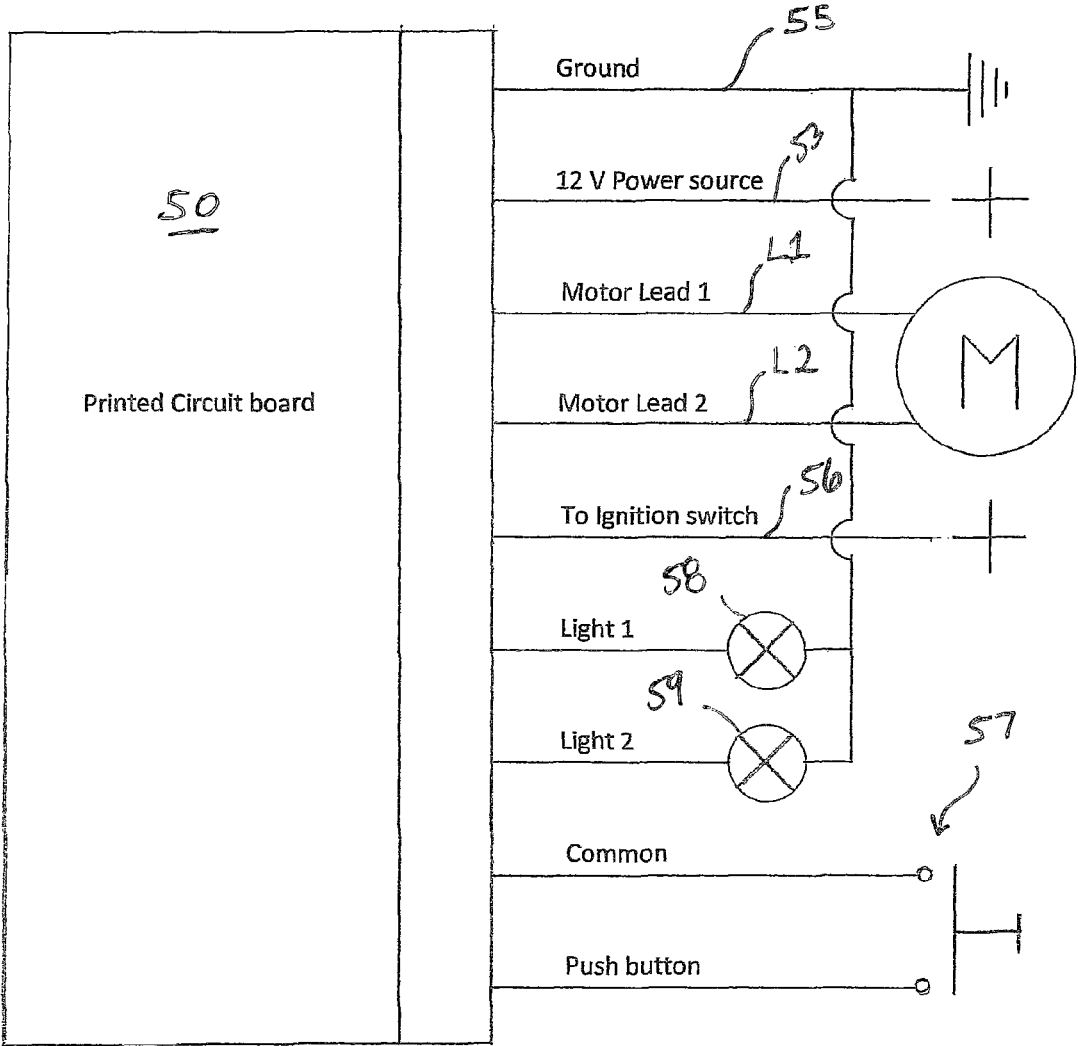 55
Ground
53
12 V Power source
50
L1
Motor Lead 1
M
L2
Printed Circuit board
Motor Lead 2
56
To Ignition switch
58
Light 1
59
Light 2
57
Common
Push button